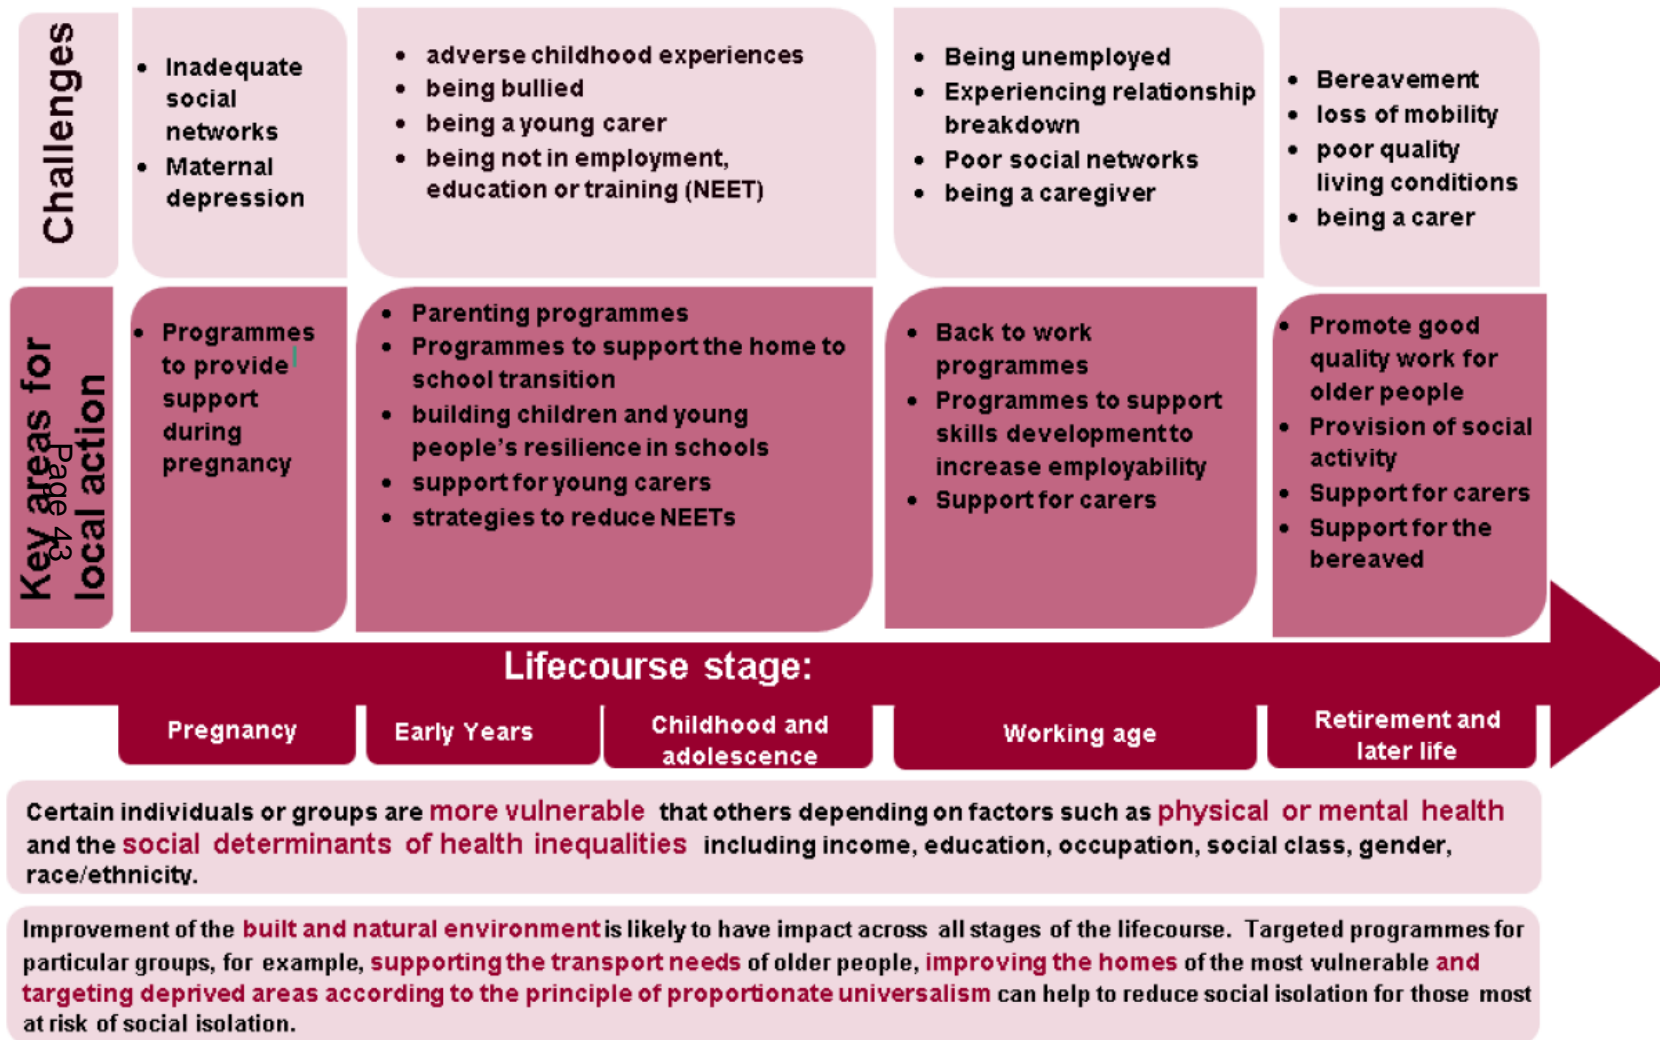 Challenges
• Inadequate
social
networks
• Maternal
depression
• adverse childhood experiences
• being bullied
• being a young carer
• being not in employment,
education or training (NEET)
• Being unemployed
• Experiencing relationship
breakdown
• Poor social networks
• being a caregiver
• Bereavement
• loss of mobility
• poor quality
living conditions
• being a carer
Key areas for
local action
Page 43
• Programmes
to provide
support
during
pregnancy
• Parenting programmes
• Programmes to support the home to
school transition
• building children and young
people's resilience in schools
• support for young carers
• strategies to reduce NEETs
• Back to work
programmes
• Programmes to support
skills development to
increase employability
• Support for carers
• Promote good
quality work for
older people
• Provision of social
activity
• Support for carers
• Support for the
bereaved
Lifecourse stage:
Pregnancy
Early Years
Childhood and
adolescence
Working age
Retirement and
later life
Certain individuals or groups are more vulnerable that others depending on factors such as physical or mental health
and the social determinants of health inequalities including income, education, occupation, social class, gender,
race/ethnicity.
Improvement of the built and natural environment is likely to have impact across all stages of the lifecourse. Targeted programmes for
particular groups, for example, supporting the transport needs of older people, improving the homes of the most vulnerable and
targeting deprived areas according to the principle of proportionate universalism can help to reduce social isolation for those most
at risk of social isolation.